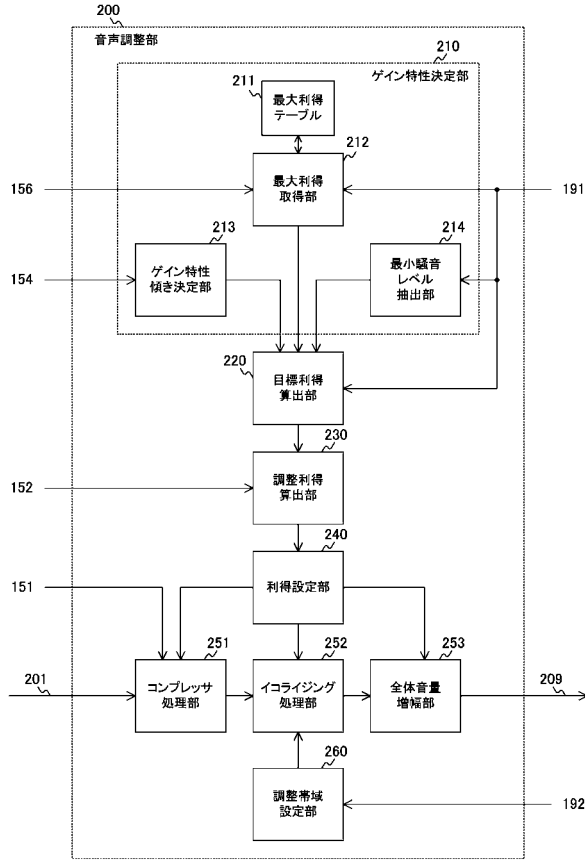 200
音声調整部
210
ゲイン特性決定部
211
最大利得
テーブル
212
156
最大利得
取得部
191
213
214
154
ゲイン特性
傾き決定部
最小騒音
レベル
抽出部
220
目標利得
算出部
230
152
調整利得
算出部
240
151
利得設定部
251
252
253
201
コンプレッサ
処理部
イコライジング
処理部
全体音量
増幅部
209
260
調整帯域
設定部
192